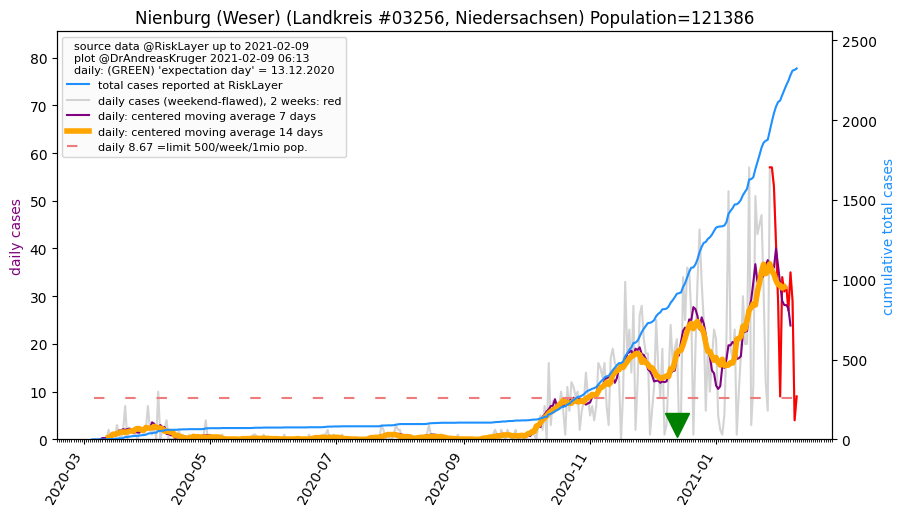 Nienburg (Weser) (Landkreis #03256, Niedersachsen) Population=121386
source data @RiskLayer up to 2021-02-09
plot @DrAndreasKruger 2021-02-09 06:13
daily: (GREEN) 'expectation day' = 13.12.2020
total cases reported at RiskLayer
daily cases (weekend-flawed), 2 weeks: red
daily: centered moving average 7 days
daily: centered moving average 14 days
daily 8.67 =limit 500/week/1mio pop.
daily cases
80
70
60
50
40
30
20
10
0
cumulative total cases
2500
2000
1500
1000
500
0
2020-03
2020-05
2020-07
2020-09
2020-11
2021-01